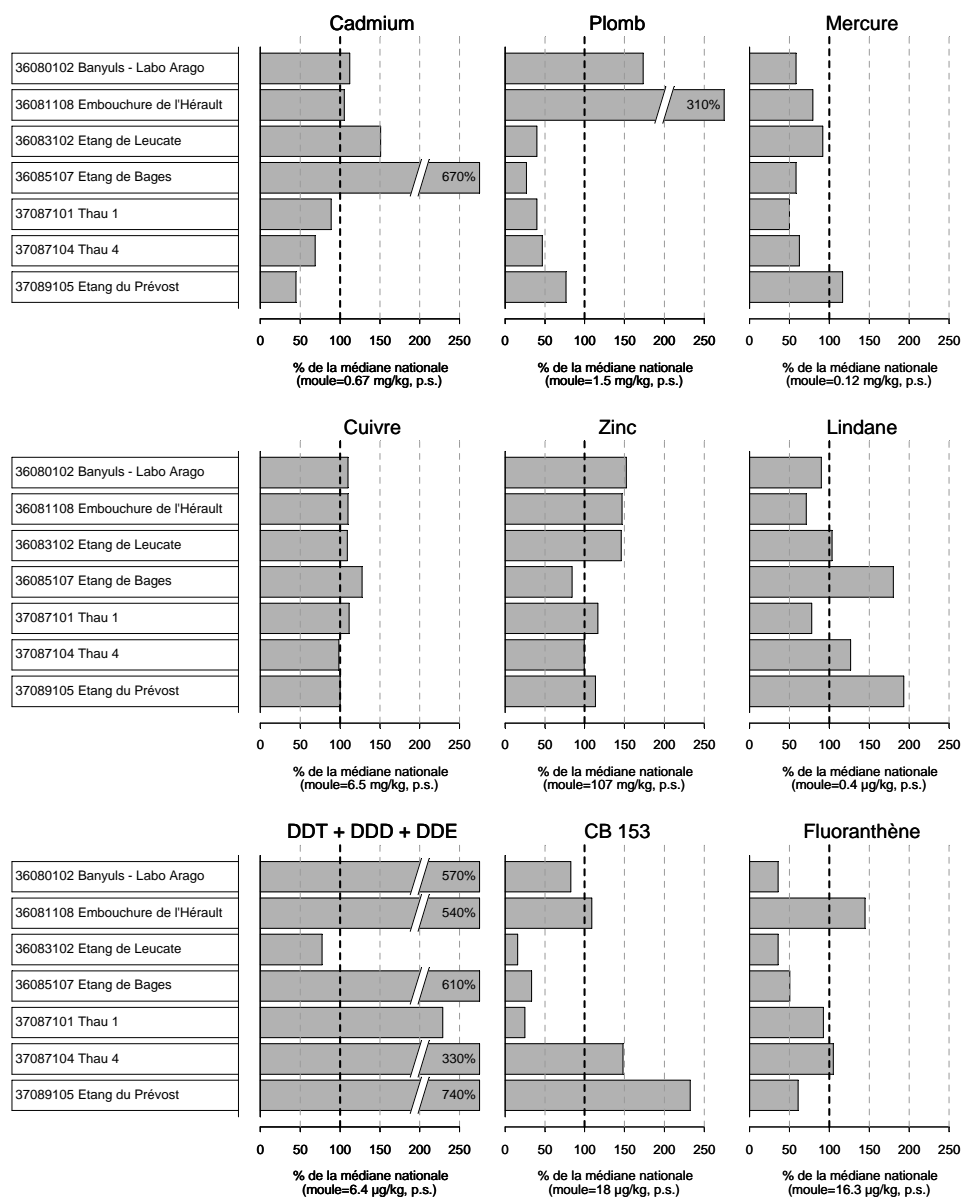 Cadmium Plomb Mercure
36080102 Banyuls - Labo Arago
36081108 Embouchure de l'Hérault 310%
36083102 Etang de Leucate
36085107 Etang de Bages 670%
37087101 Thau 1
37087104 Thau 4
37089105 Etang du Prévost
0 50 100 150 200 250 0 50 100 150 200 250 0 50 100 150 200 250
% de la médiane nationale % de la médiane nationale % de la médiane nationale
(moule=0.67 mg/kg, p.s.) (moule=1.5 mg/kg, p.s.) (moule=0.12 mg/kg, p.s.)
Cuivre Zinc Lindane
36080102 Banyuls - Labo Arago
36081108 Embouchure de l'Hérault
36083102 Etang de Leucate
36085107 Etang de Bages
37087101 Thau 1
37087104 Thau 4
37089105 Etang du Prévost
0 50 100 150 200 250 0 50 100 150 200 250 0 50 100 150 200 250
% de la médiane nationale % de la médiane nationale % de la médiane nationale
(moule=6.5 mg/kg, p.s.) (moule=107 mg/kg, p.s.) (moule=0.4 µg/kg, p.s.)
DDT + DDD + DDE CB 153 Fluoranthène
36080102 Banyuls - Labo Arago 570%
36081108 Embouchure de l'Hérault 540%
36083102 Etang de Leucate
36085107 Etang de Bages 610%
37087101 Thau 1
37087104 Thau 4 330%
37089105 Etang du Prévost 740%
0 50 100 150 200 250 0 50 100 150 200 250 0 50 100 150 200 250
% de la médiane nationale % de la médiane nationale % de la médiane nationale
(moule=6.4 µg/kg, p.s.) (moule=18 µg/kg, p.s.) (moule=16.3 µg/kg, p.s.)